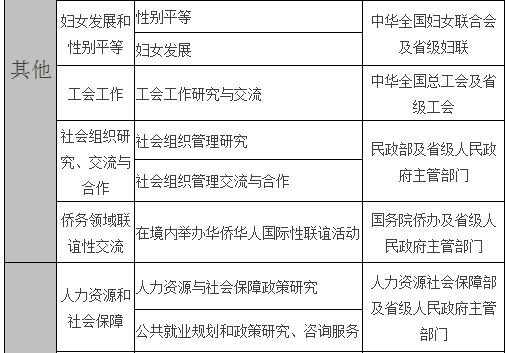 其他
妇女发展和
性别平等
性别平等
妇女发展
中华全国妇女联合会
及省级妇联
工会工作
工会工作研究与交流
中华全国总工会及省
级工会
社会组织研
究、交流与
合作
社会组织管理研究
社会组织管理交流与合作
民政部及省级人民政
府主管部门
侨务领域联
谊性交流
在境内举办华侨华人国际性联谊活动
国务院侨办及省级人
民政府主管部门
人力资源和
社会保障
人力资源与社会保障政策研究
公共就业规划和政策研究、咨询服务
人力资源社会保障部
及省级人民政府主管
部门